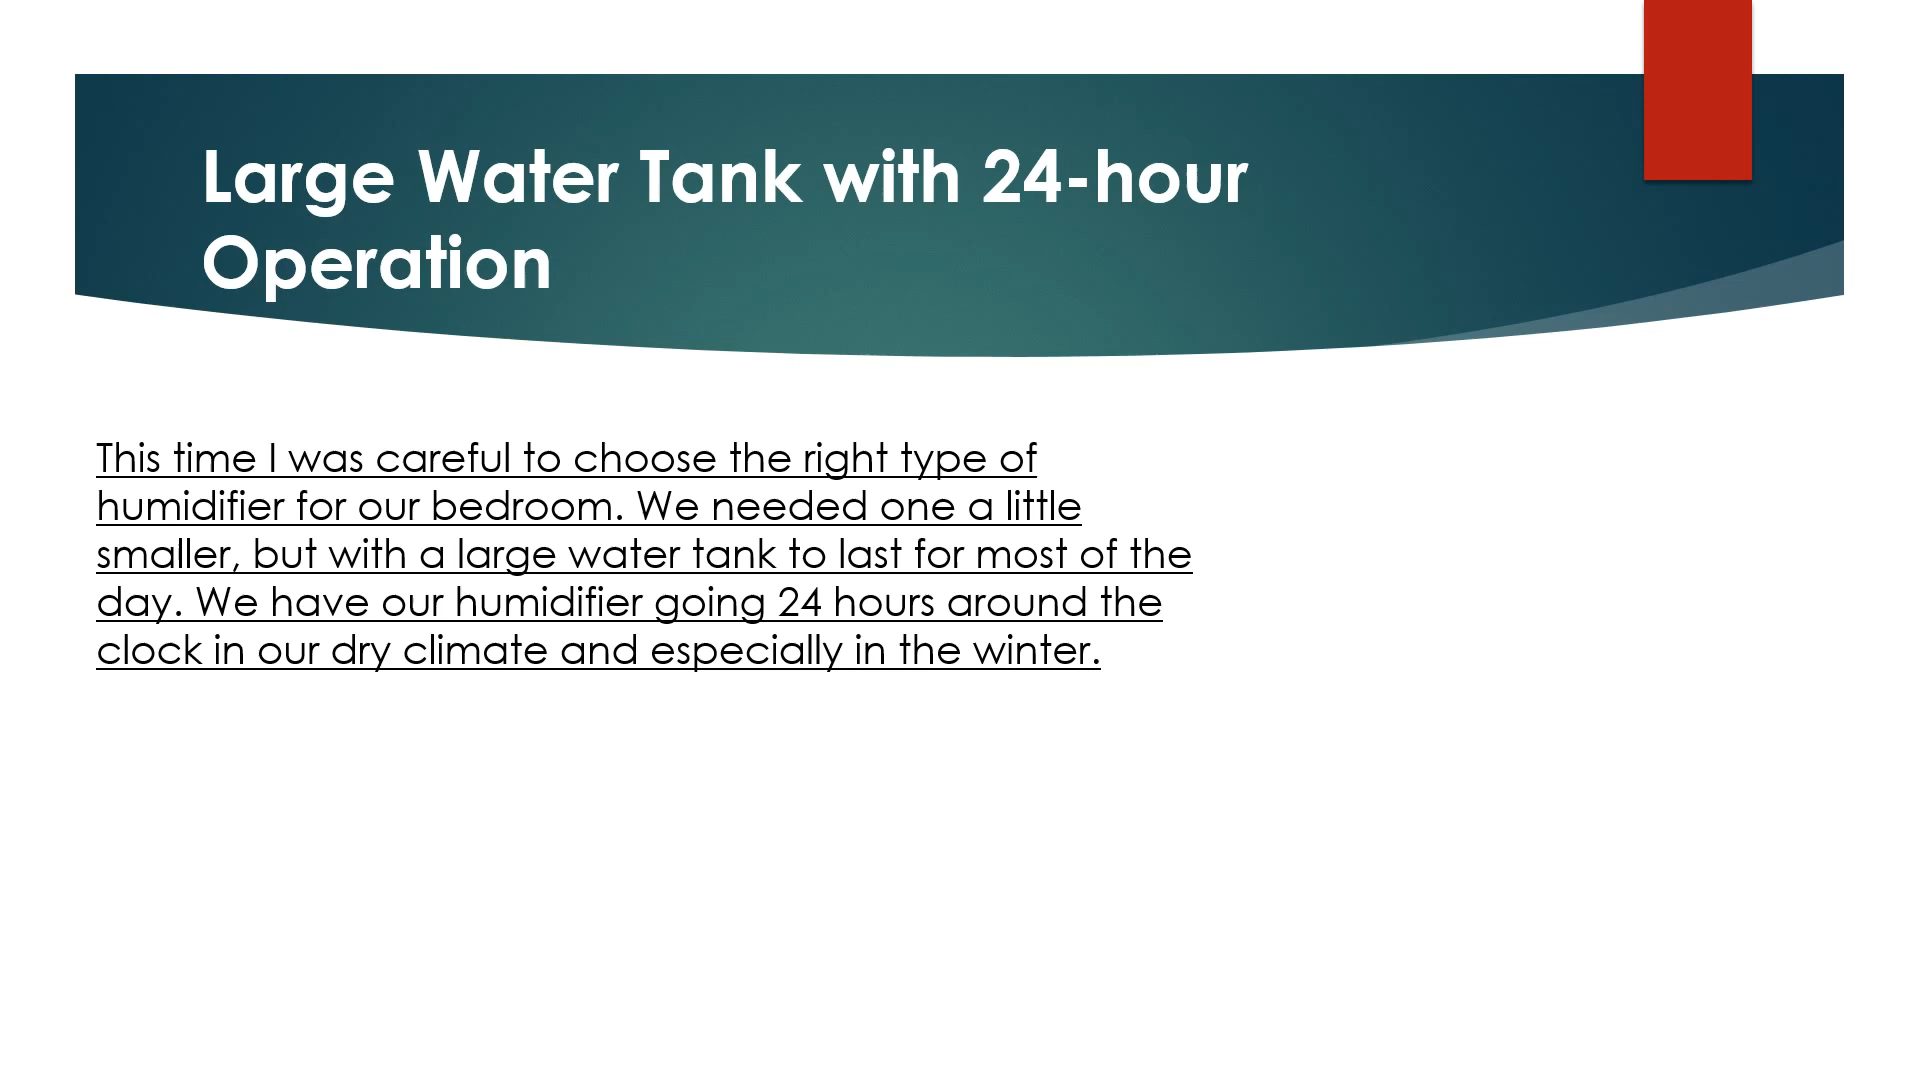 Large Water Tank with 24-hour
Operation
This time I was careful to choose the right type of
humidifier for our bedroom. We needed one a little
smaller, but with a large water tank to last for most of the
day. We have our humidifier going 24 hours around the
clock in our dry climate and especially in the winter.